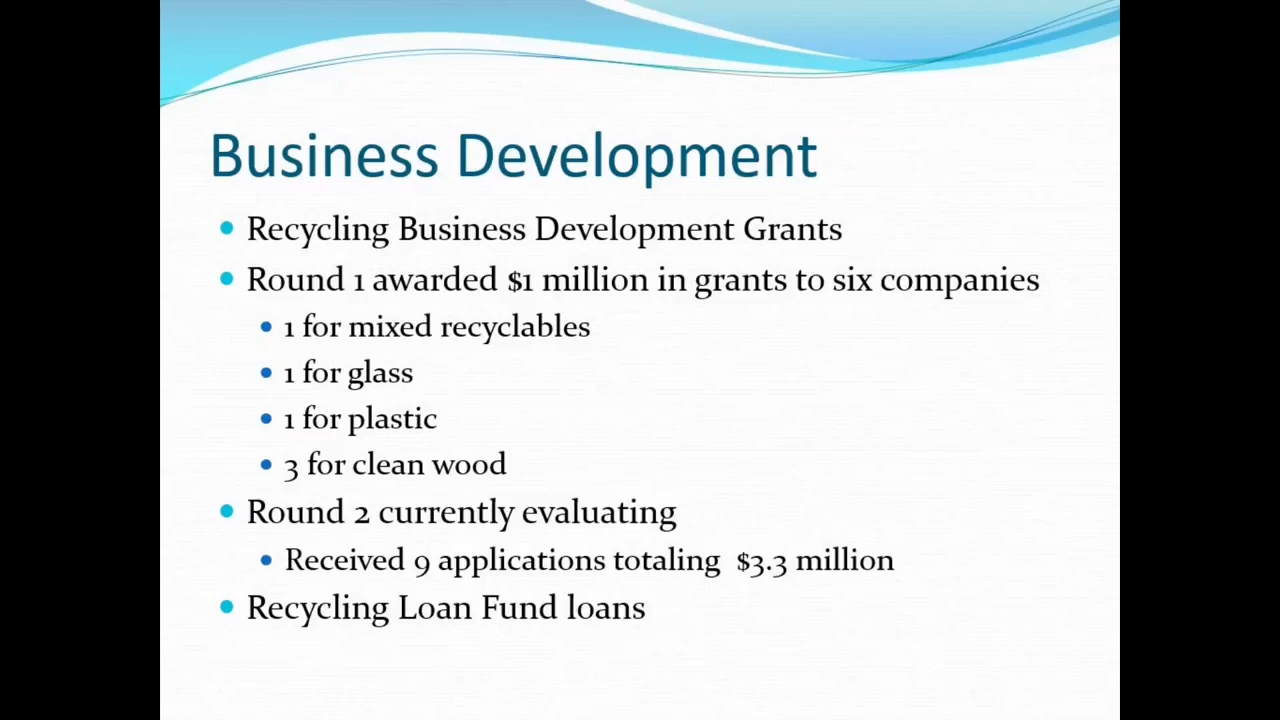 Business Development
• Recycling Business Development Grants
• Round 1 awarded $1 million in grants to six companies
• 1 for mixed recyclables
• 1 for glass
• 1 for plastic
• 3 for clean wood
• Round 2 currently evaluating
• Received 9 applications totaling $3.3 million
• Recycling Loan Fund loans